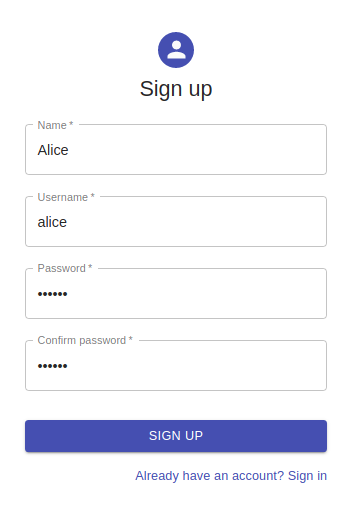 Sign up
Name *
Alice
Username *
alice
Password *
••••••
Confirm password *
••••••
SIGN UP
Already have an account? Sign in